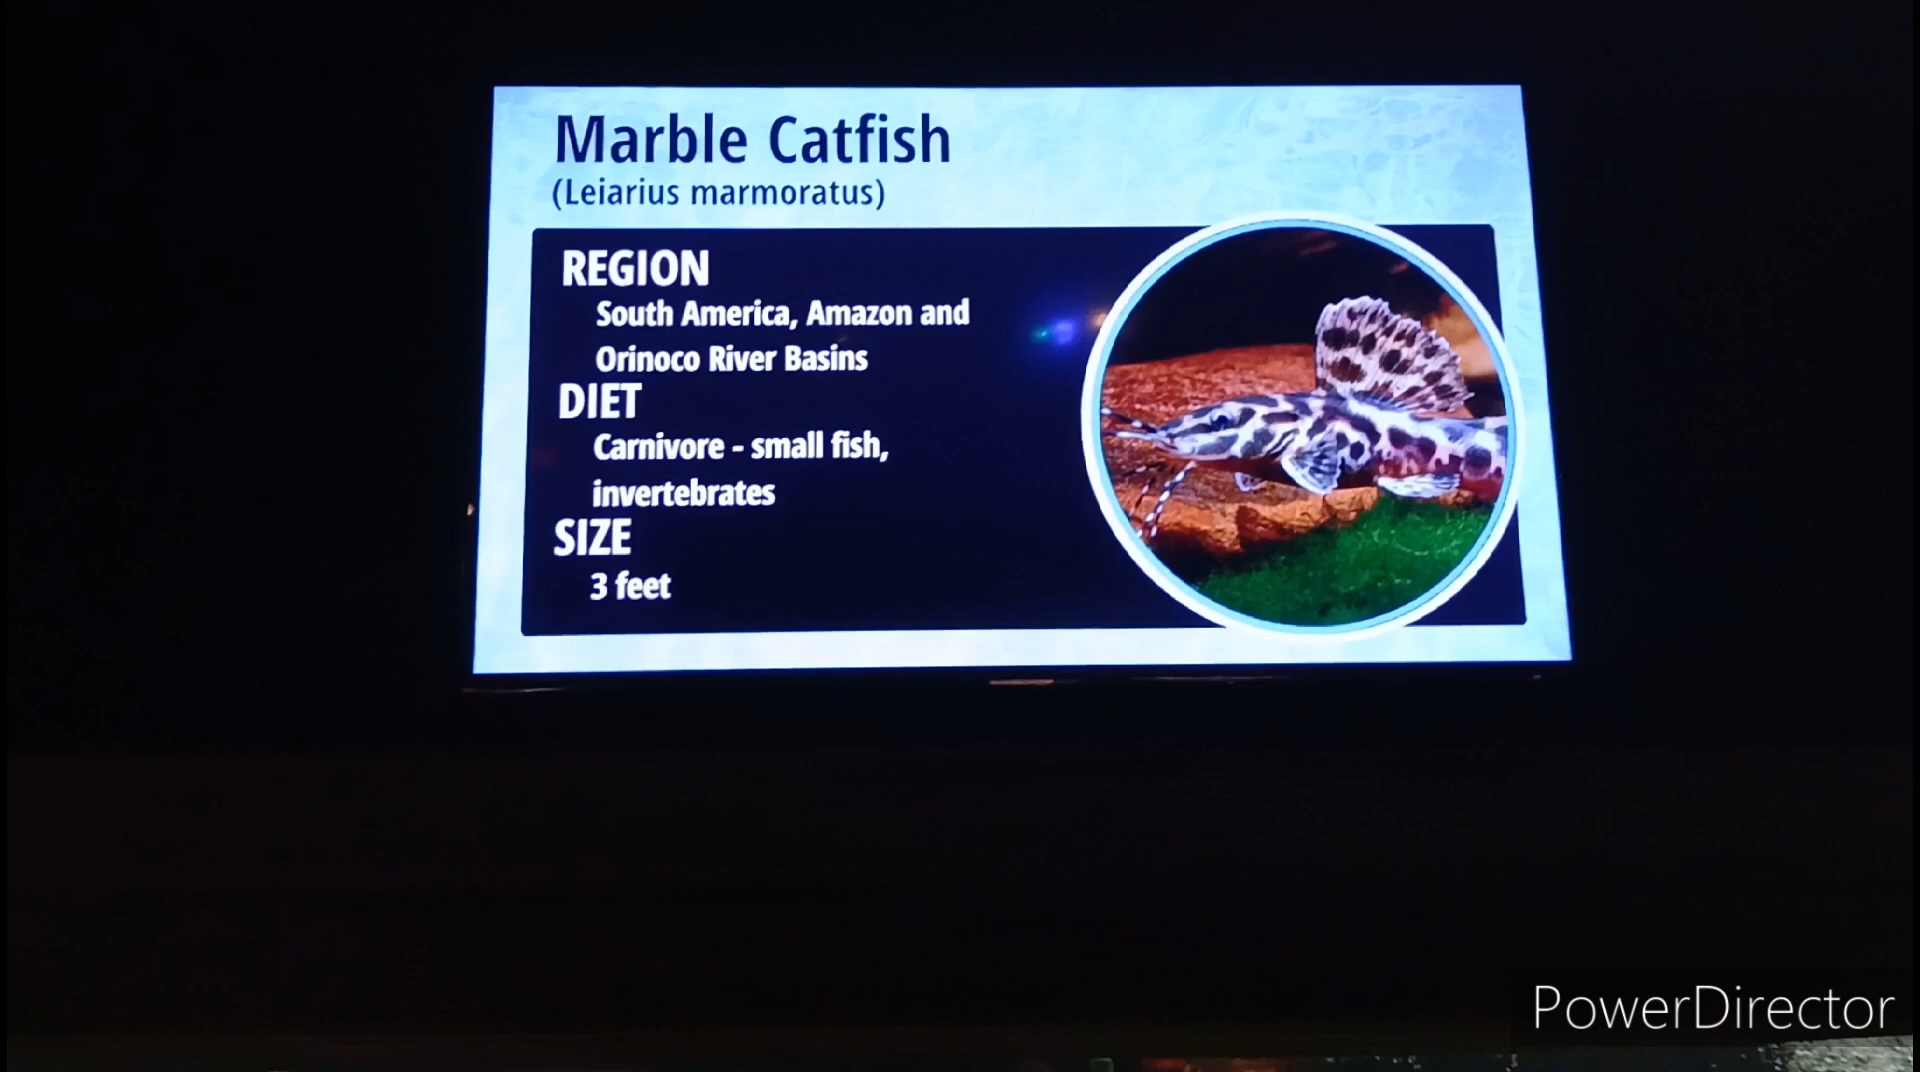 Marble Catfish
(Leiarius marmoratus)
REGION
South America, Amazon and
Orinoco River Basins
DIET
Carnivore - small fish,
invertebrates
SIZE
3 feet
PowerDirector